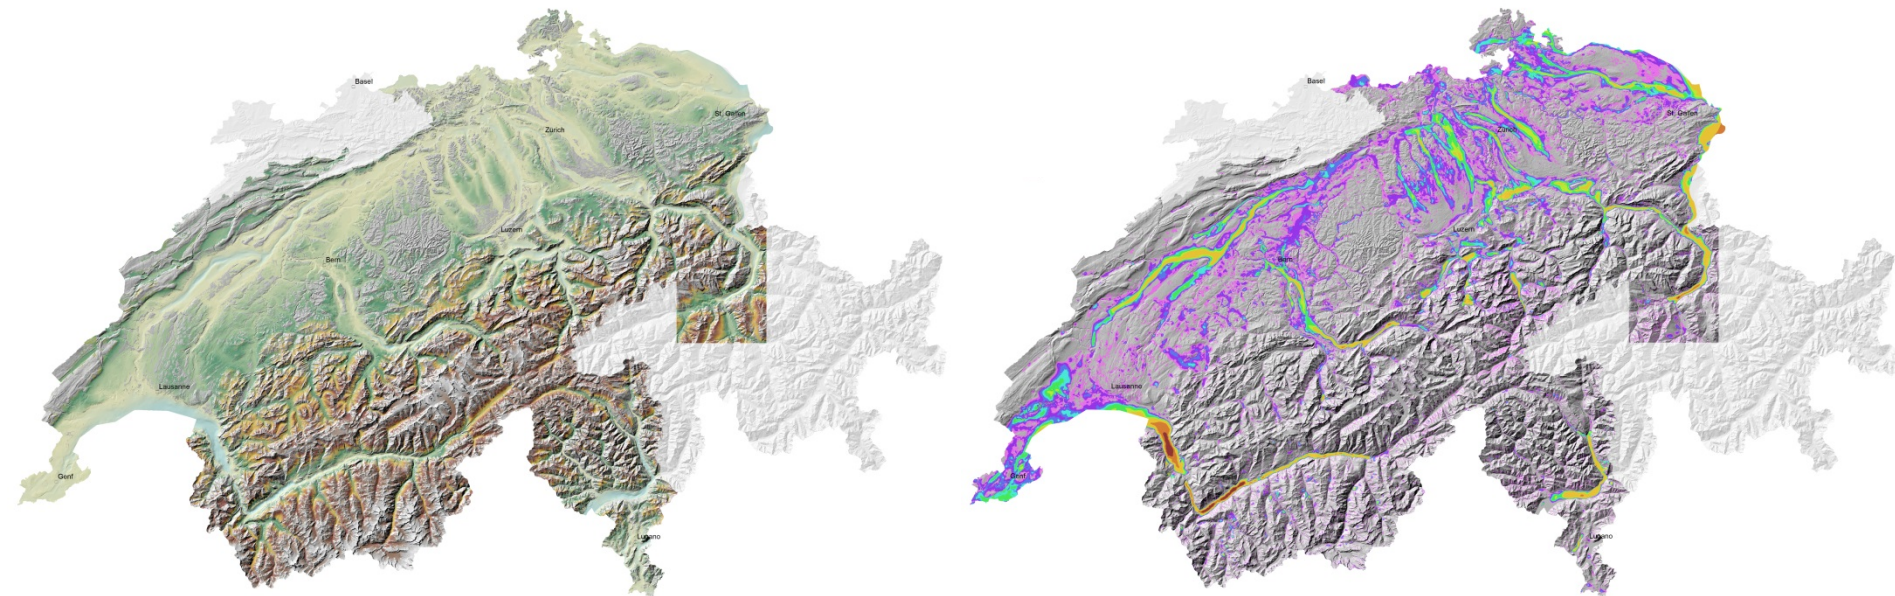 Basel
St. Gallen
Zürich
Luzern
Bern
Lausanne
Genf
Lugano
Basel
St. Gallen
Zürich
Luzern
Bern
Lausanne
Genf
Lugano